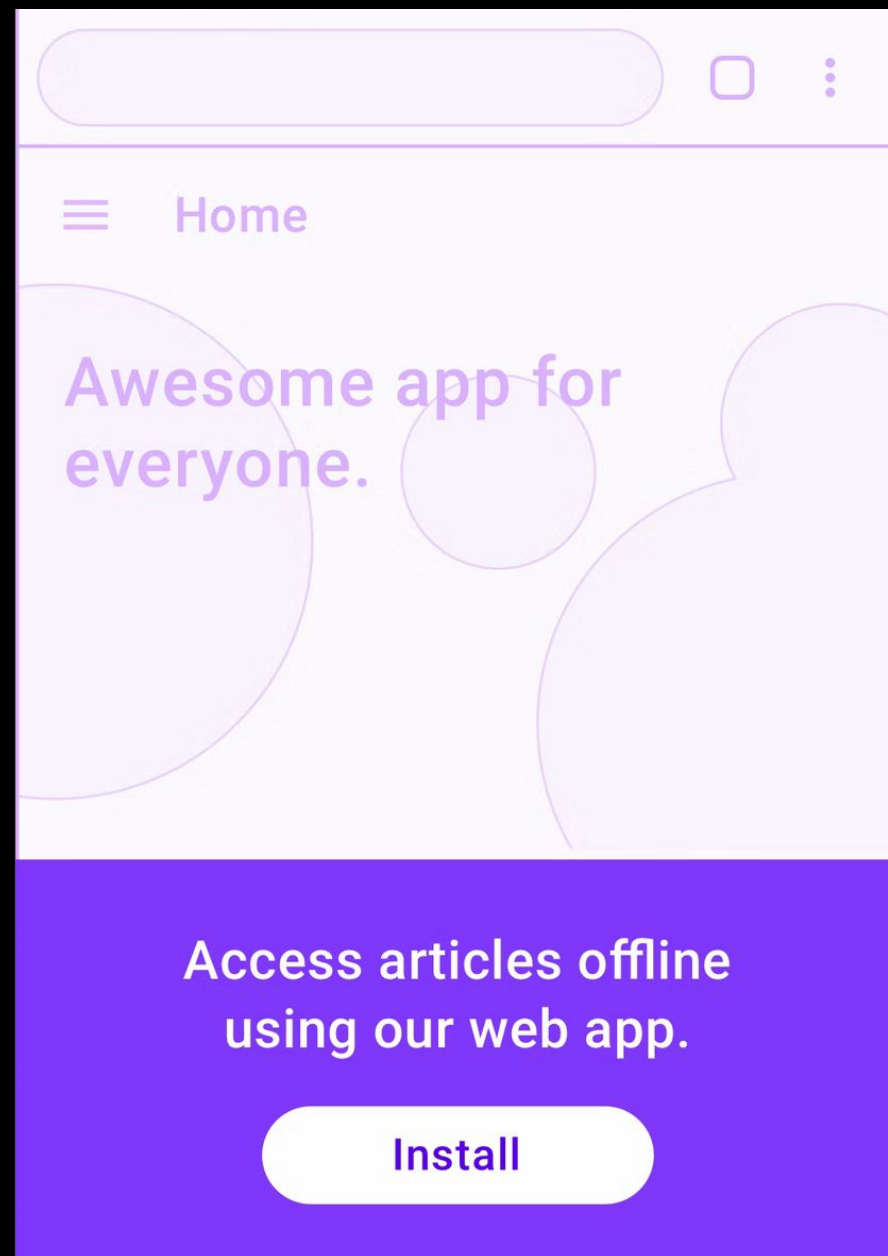 Home
Awesome app for
everyone.
Access articles offline
using our web app.
Install